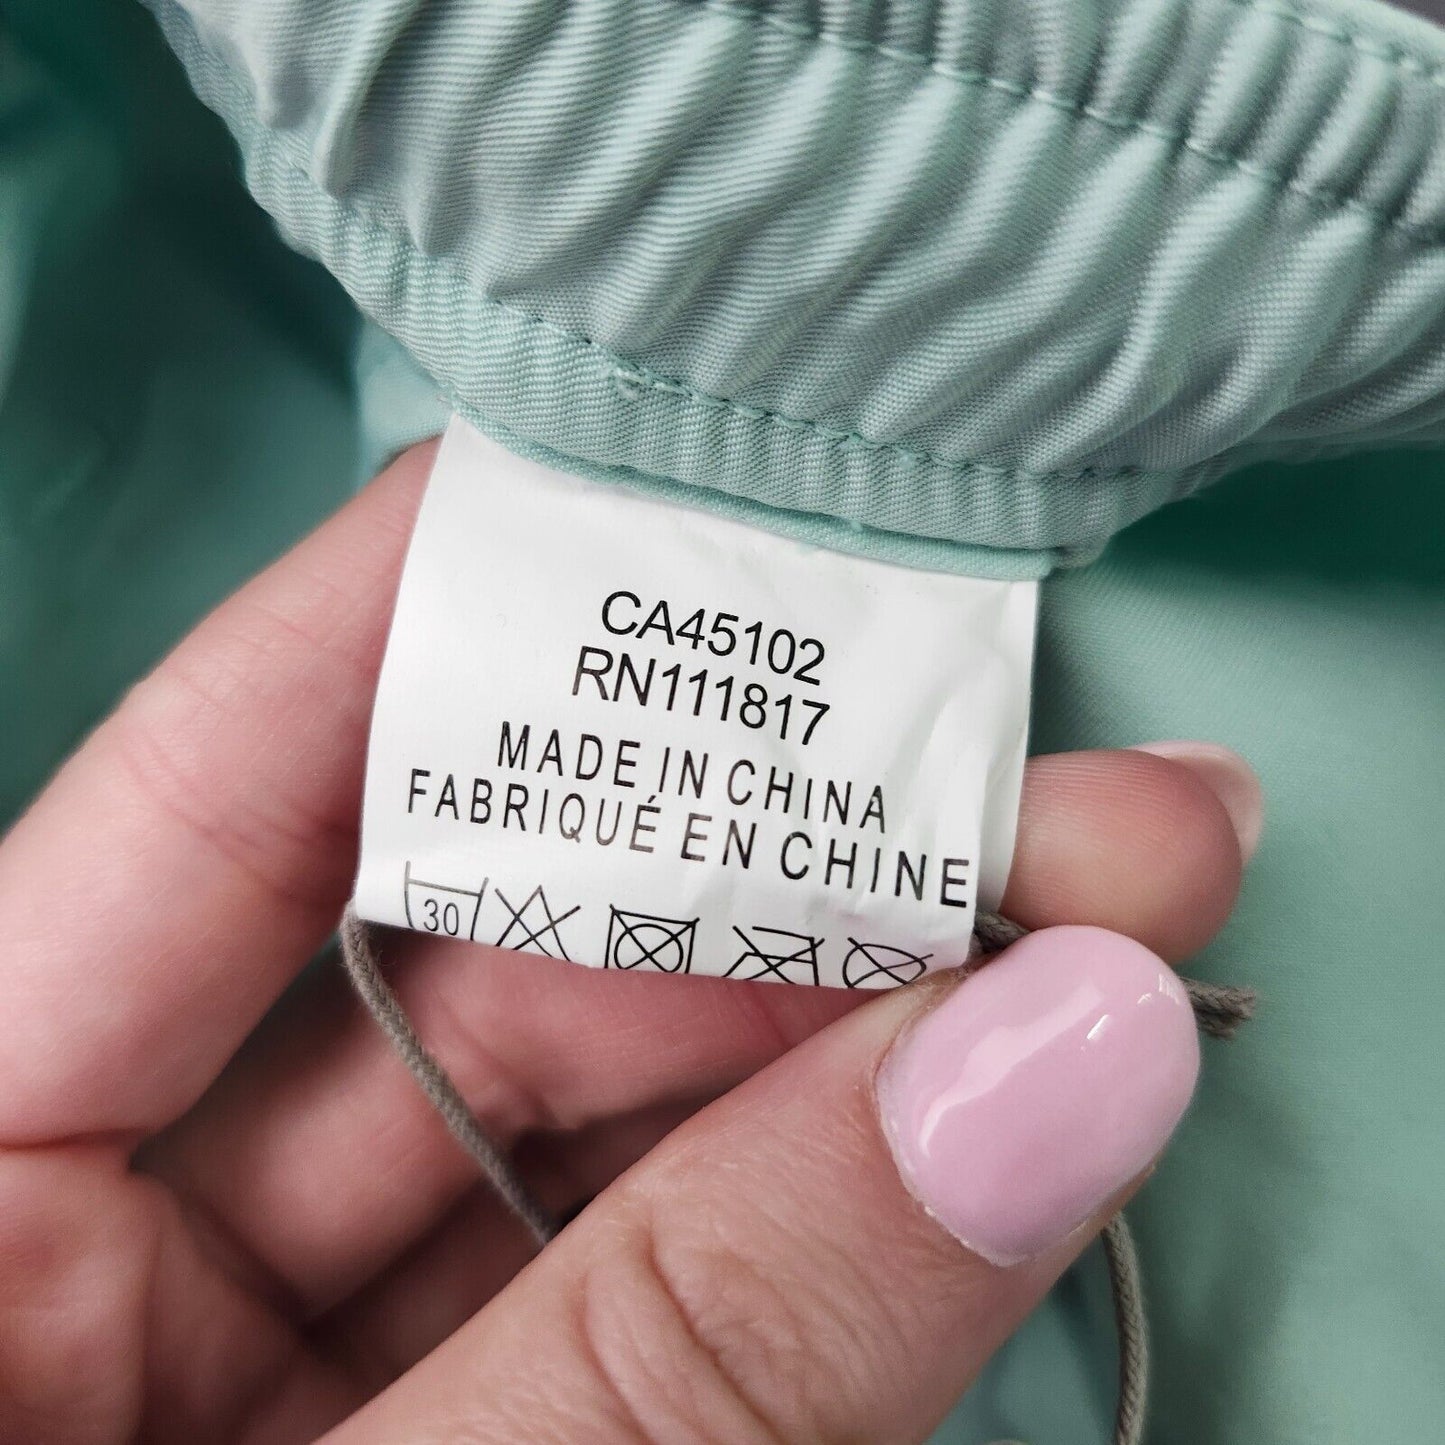 CA45102
RN111817
MADE IN CHINA
FABRIQUÉ EN CHINE
30